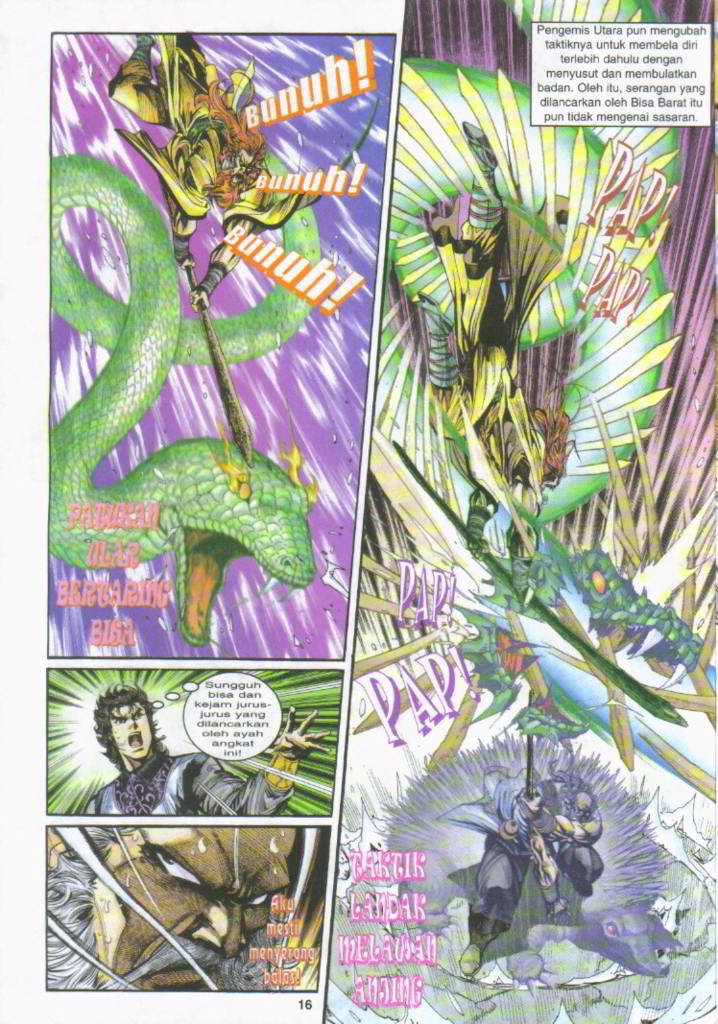 Bunuh!
Bunuh!
Bunuh!
PATUKAN
ULAR
BERTARING
BISA
Sungguh
bisa dan
kejam jurus-
jurus yang
dilancarkan
oleh ayah
angkat
ini!
Aku
mesti
menyerang
balas!
Pengemis Utara pun mengubah
taktiknya untuk membela diri
terlebih dahulu dengan
menyusut dan membulatkan
badan. Oleh itu, serangan yang
dilancarkan oleh Bisa Barat itu
pun tidak mengenai sasaran.
PAP!
PAP!
PAP!
PAP!
TAKTIK
LANDAK
MELAWAN
ANJING
16